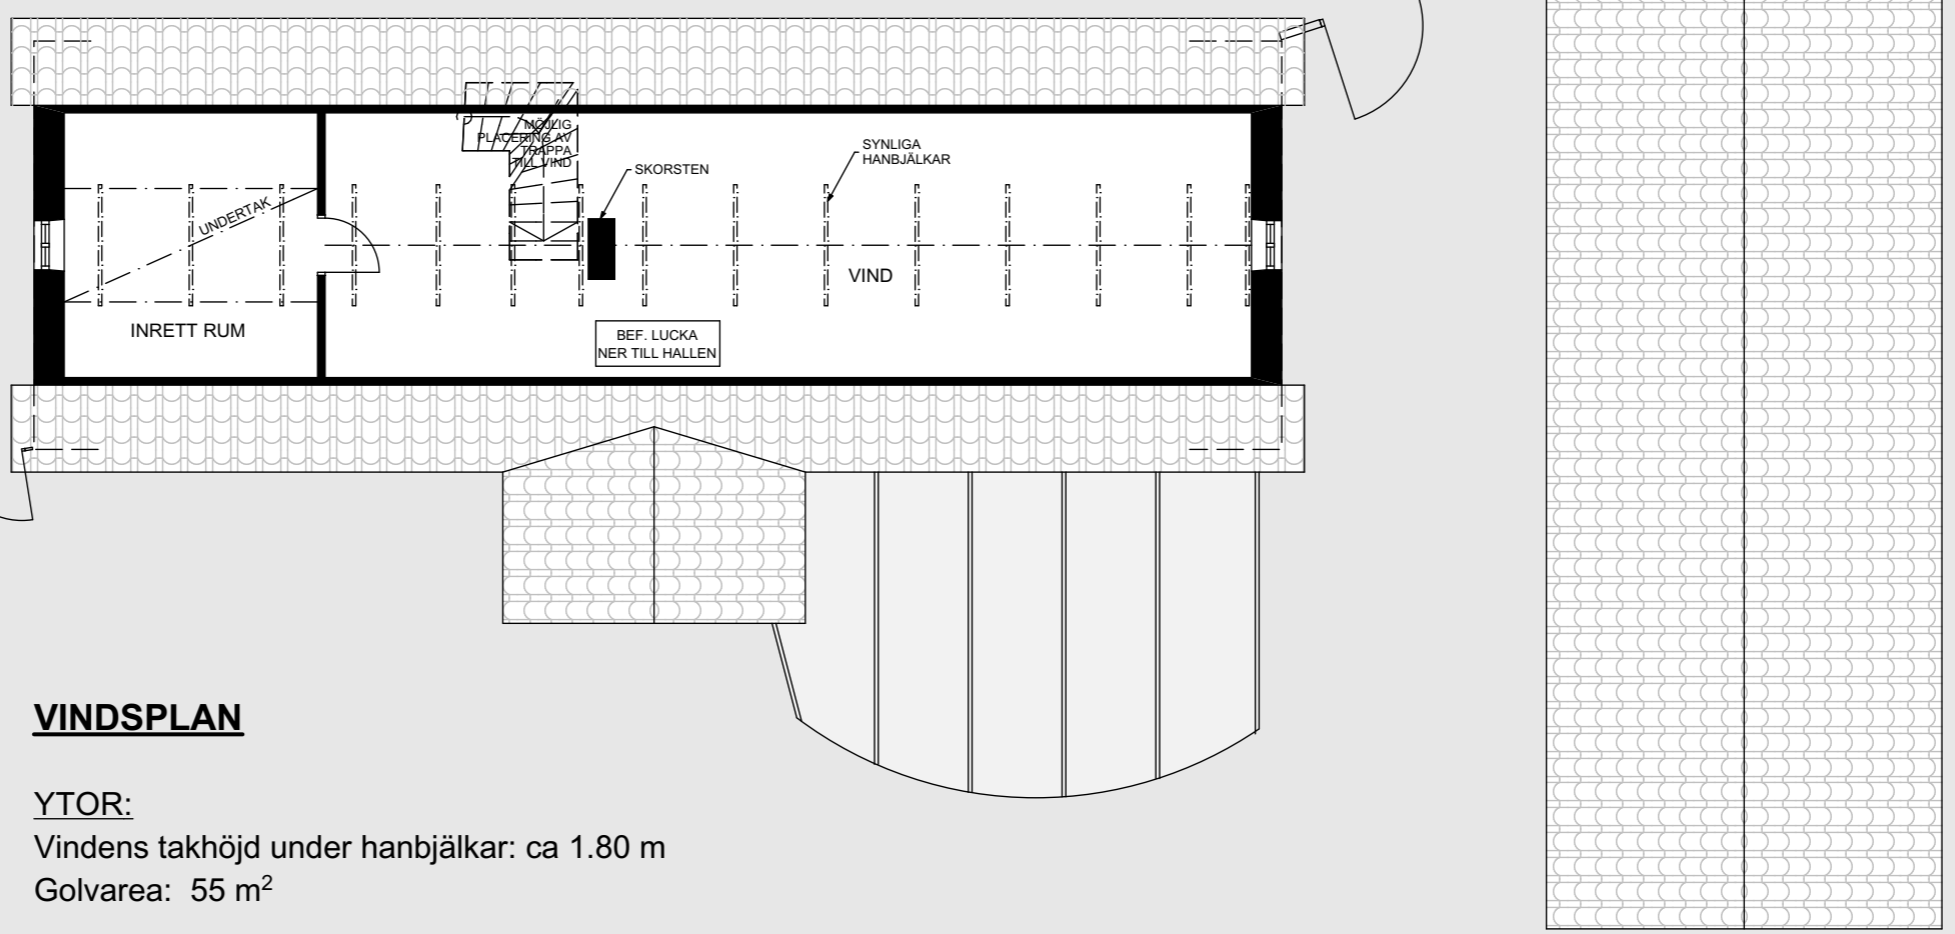 MÖJLIG
PLACERING AV
TRAPPA
TILL VIND
SKORSTEN
SYNLIGA
HANBJÄLKAR
UNDERTAK
VIND
INRETT RUM
BEF. LUCKA
NER TILL HALLEN
VINDSPLAN
YTOR:
Vindens takhöjd under hanbjälkar: ca 1.80 m
Golvarea: 55 m²